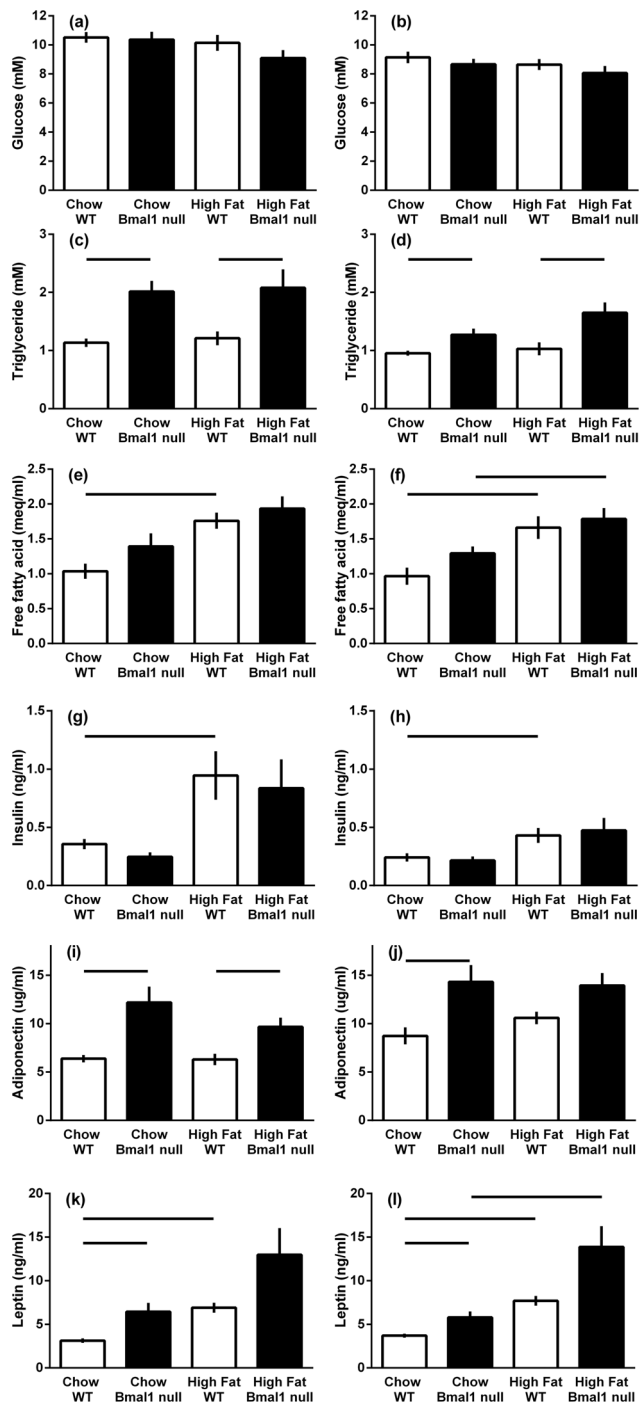 (a)
Glucose (mM)
12
10
8
6
4
2
0
Chow WT
Chow Bmal1 null
High Fat WT
High Fat Bmal1 null
(b)
Glucose (mM)
12
10
8
6
4
2
0
Chow WT
Chow Bmal1 null
High Fat WT
High Fat Bmal1 null
(c)
Triglyceride (mM)
3
2
1
0
Chow WT
Chow Bmal1 null
High Fat WT
High Fat Bmal1 null
(d)
Triglyceride (mM)
3
2
1
0
Chow WT
Chow Bmal1 null
High Fat WT
High Fat Bmal1 null
(e)
Free fatty acid (meq/ml)
2.5
2.0
1.5
1.0
0.5
0.0
Chow WT
Chow Bmal1 null
High Fat WT
High Fat Bmal1 null
(f)
Free fatty acid (meq/ml)
2.5
2.0
1.5
1.0
0.5
0.0
Chow WT
Chow Bmal1 null
High Fat WT
High Fat Bmal1 null
(g)
Insulin (ng/ml)
1.5
1.0
0.5
0.0
Chow WT
Chow Bmal1 null
High Fat WT
High Fat Bmal1 null
(h)
Insulin (ng/ml)
1.5
1.0
0.5
0.0
Chow WT
Chow Bmal1 null
High Fat WT
High Fat Bmal1 null
(i)
Adiponectin (ug/ml)
15
10
5
0
Chow WT
Chow Bmal1 null
High Fat WT
High Fat Bmal1 null
(j)
Adiponectin (ug/ml)
15
10
5
0
Chow WT
Chow Bmal1 null
High Fat WT
High Fat Bmal1 null
(k)
Leptin (ng/ml)
20
15
10
5
0
Chow WT
Chow Bmal1 null
High Fat WT
High Fat Bmal1 null
(l)
Leptin (ng/ml)
20
15
10
5
0
Chow WT
Chow Bmal1 null
High Fat WT
High Fat Bmal1 null